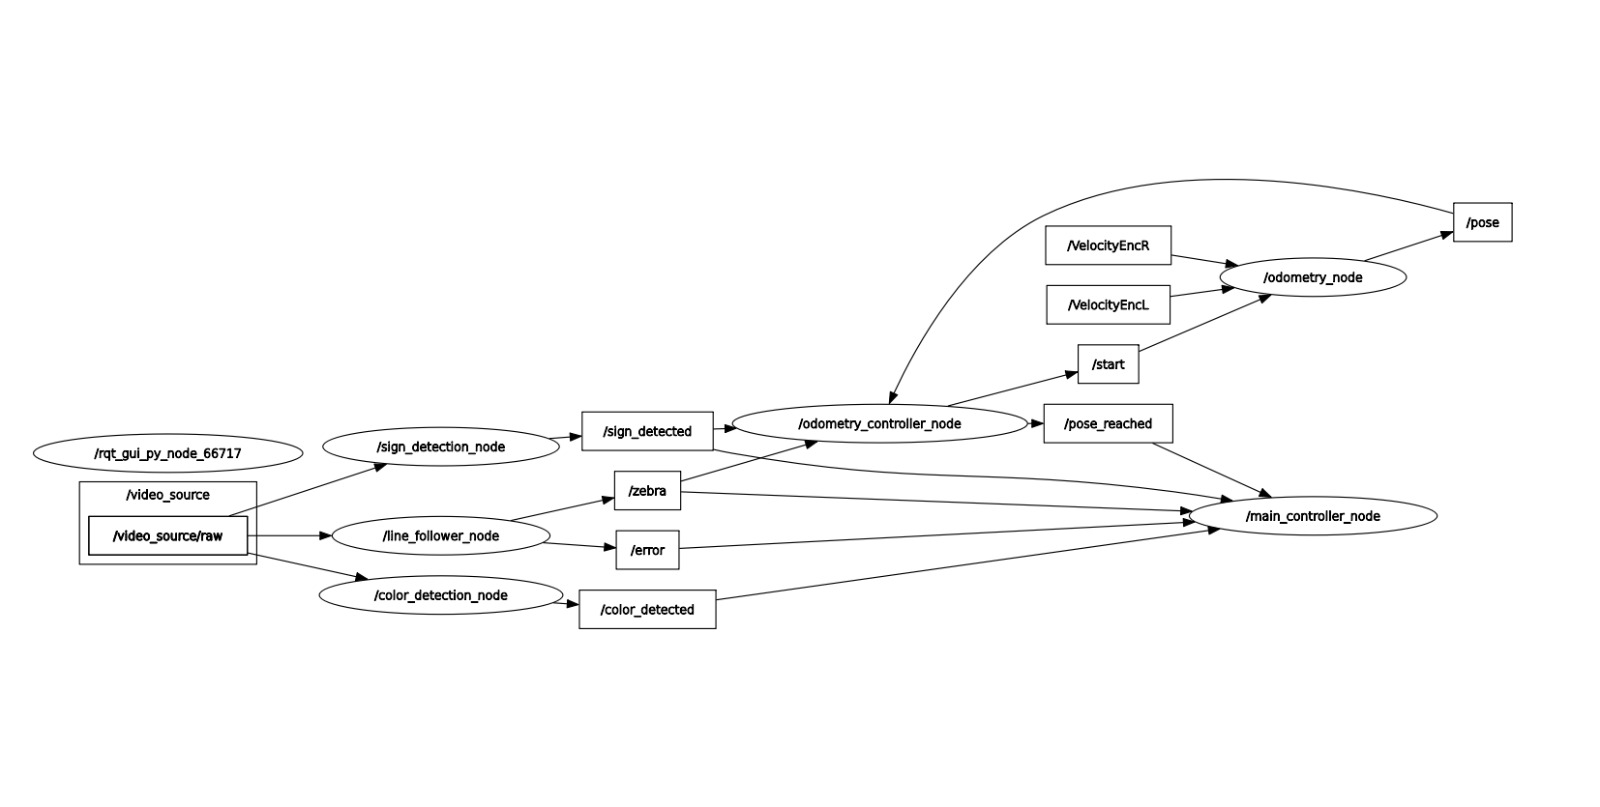 /rqt_gui_py_node_66717
/video_source
/video_source/raw
/sign_detection_node
/line_follower_node
/color_detection_node
/sign_detected
/zebra
/error
/color_detected
/odometry_controller_node
/VelocityEncR
/VelocityEncL
/start
/pose_reached
/odometry_node
/main_controller_node
/pose